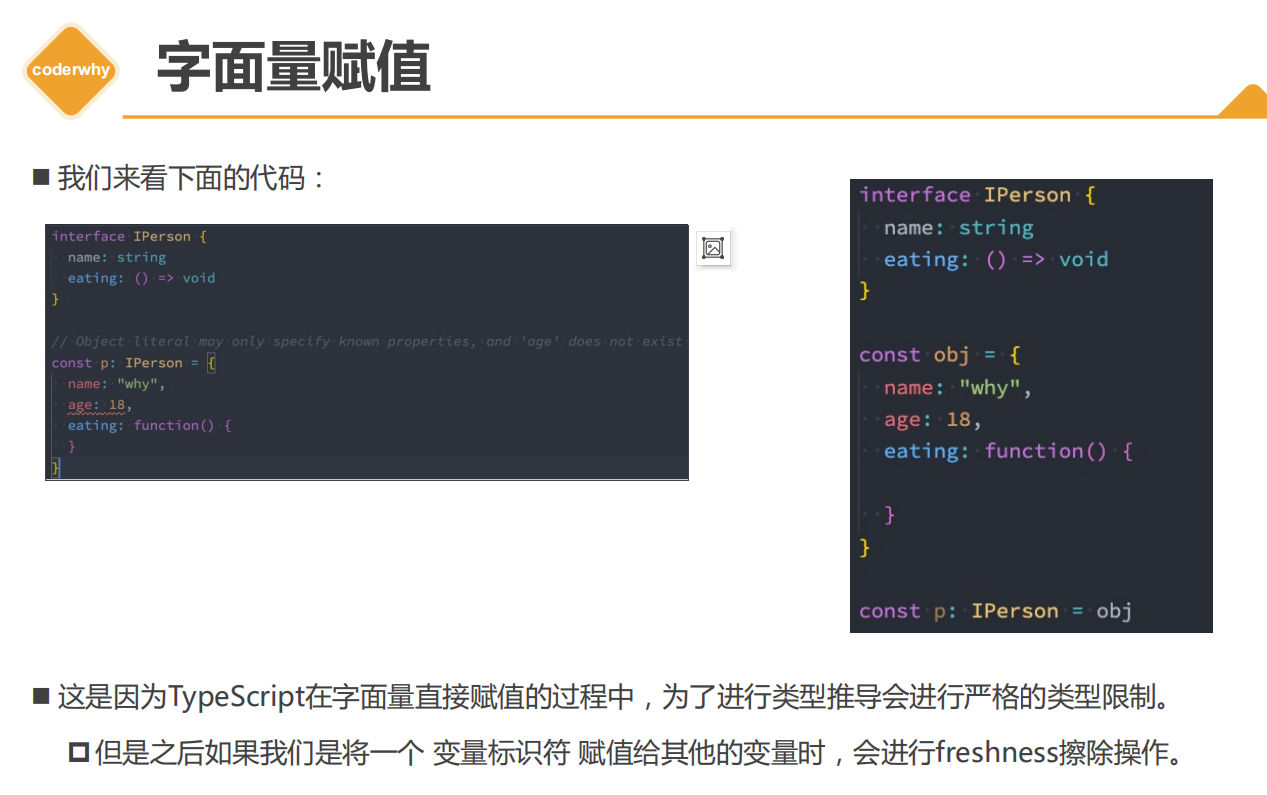 coderwhy
字面量赋值
■ 我们来看下面的代码：
interface IPerson {
name: string
eating: () => void
}
// Object literal may only specify known properties, and 'age' does not exist
const p: IPerson = {
name: "why",
age: 18,
eating: function() {
}
}
interface IPerson {
name: string
eating: () => void
}
const obj = {
name: "why",
age: 18,
eating: function() {
}
}
const p: IPerson = obj
■ 这是因为TypeScript在字面量直接赋值的过程中，为了进行类型推导会进行严格的类型限制。
但是之后如果我们是将一个 变量标识符 赋值给其他的变量时，会进行freshness擦除操作。